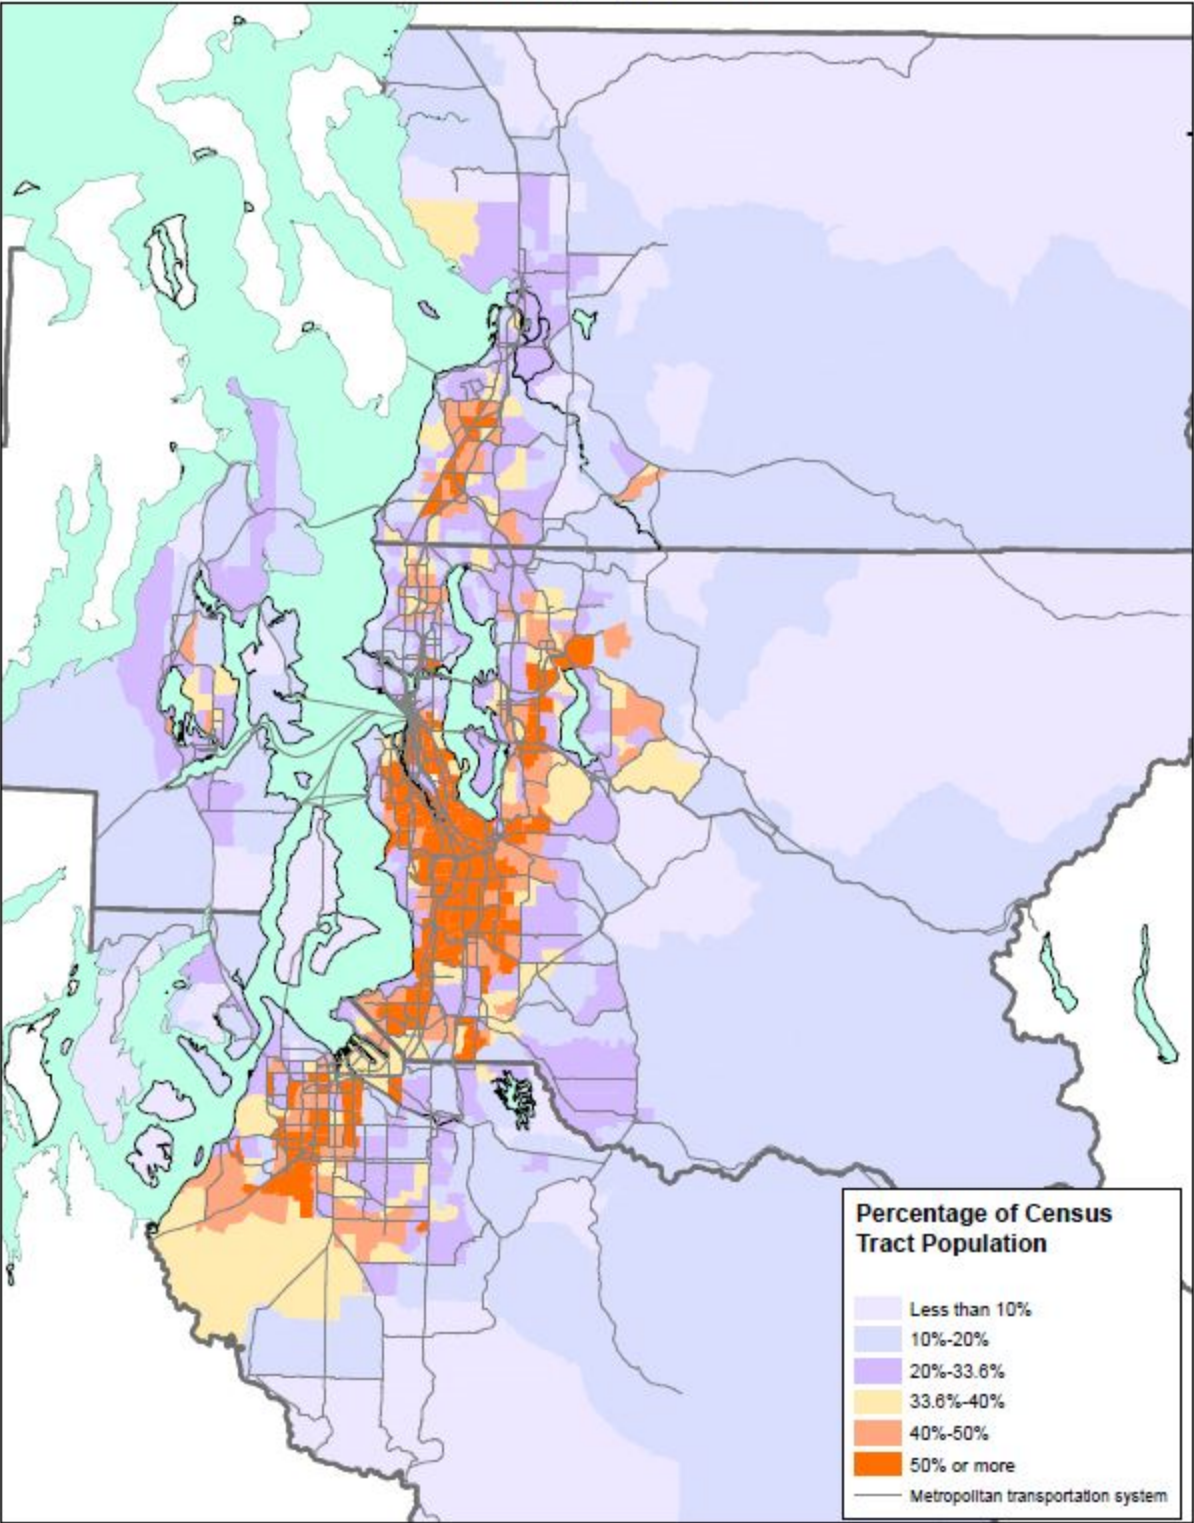 Percentage of Census
Tract Population
Less than 10%
10%-20%
20%-33.6%
33.6%-40%
40%-50%
50% or more
Metropolitan transportation system